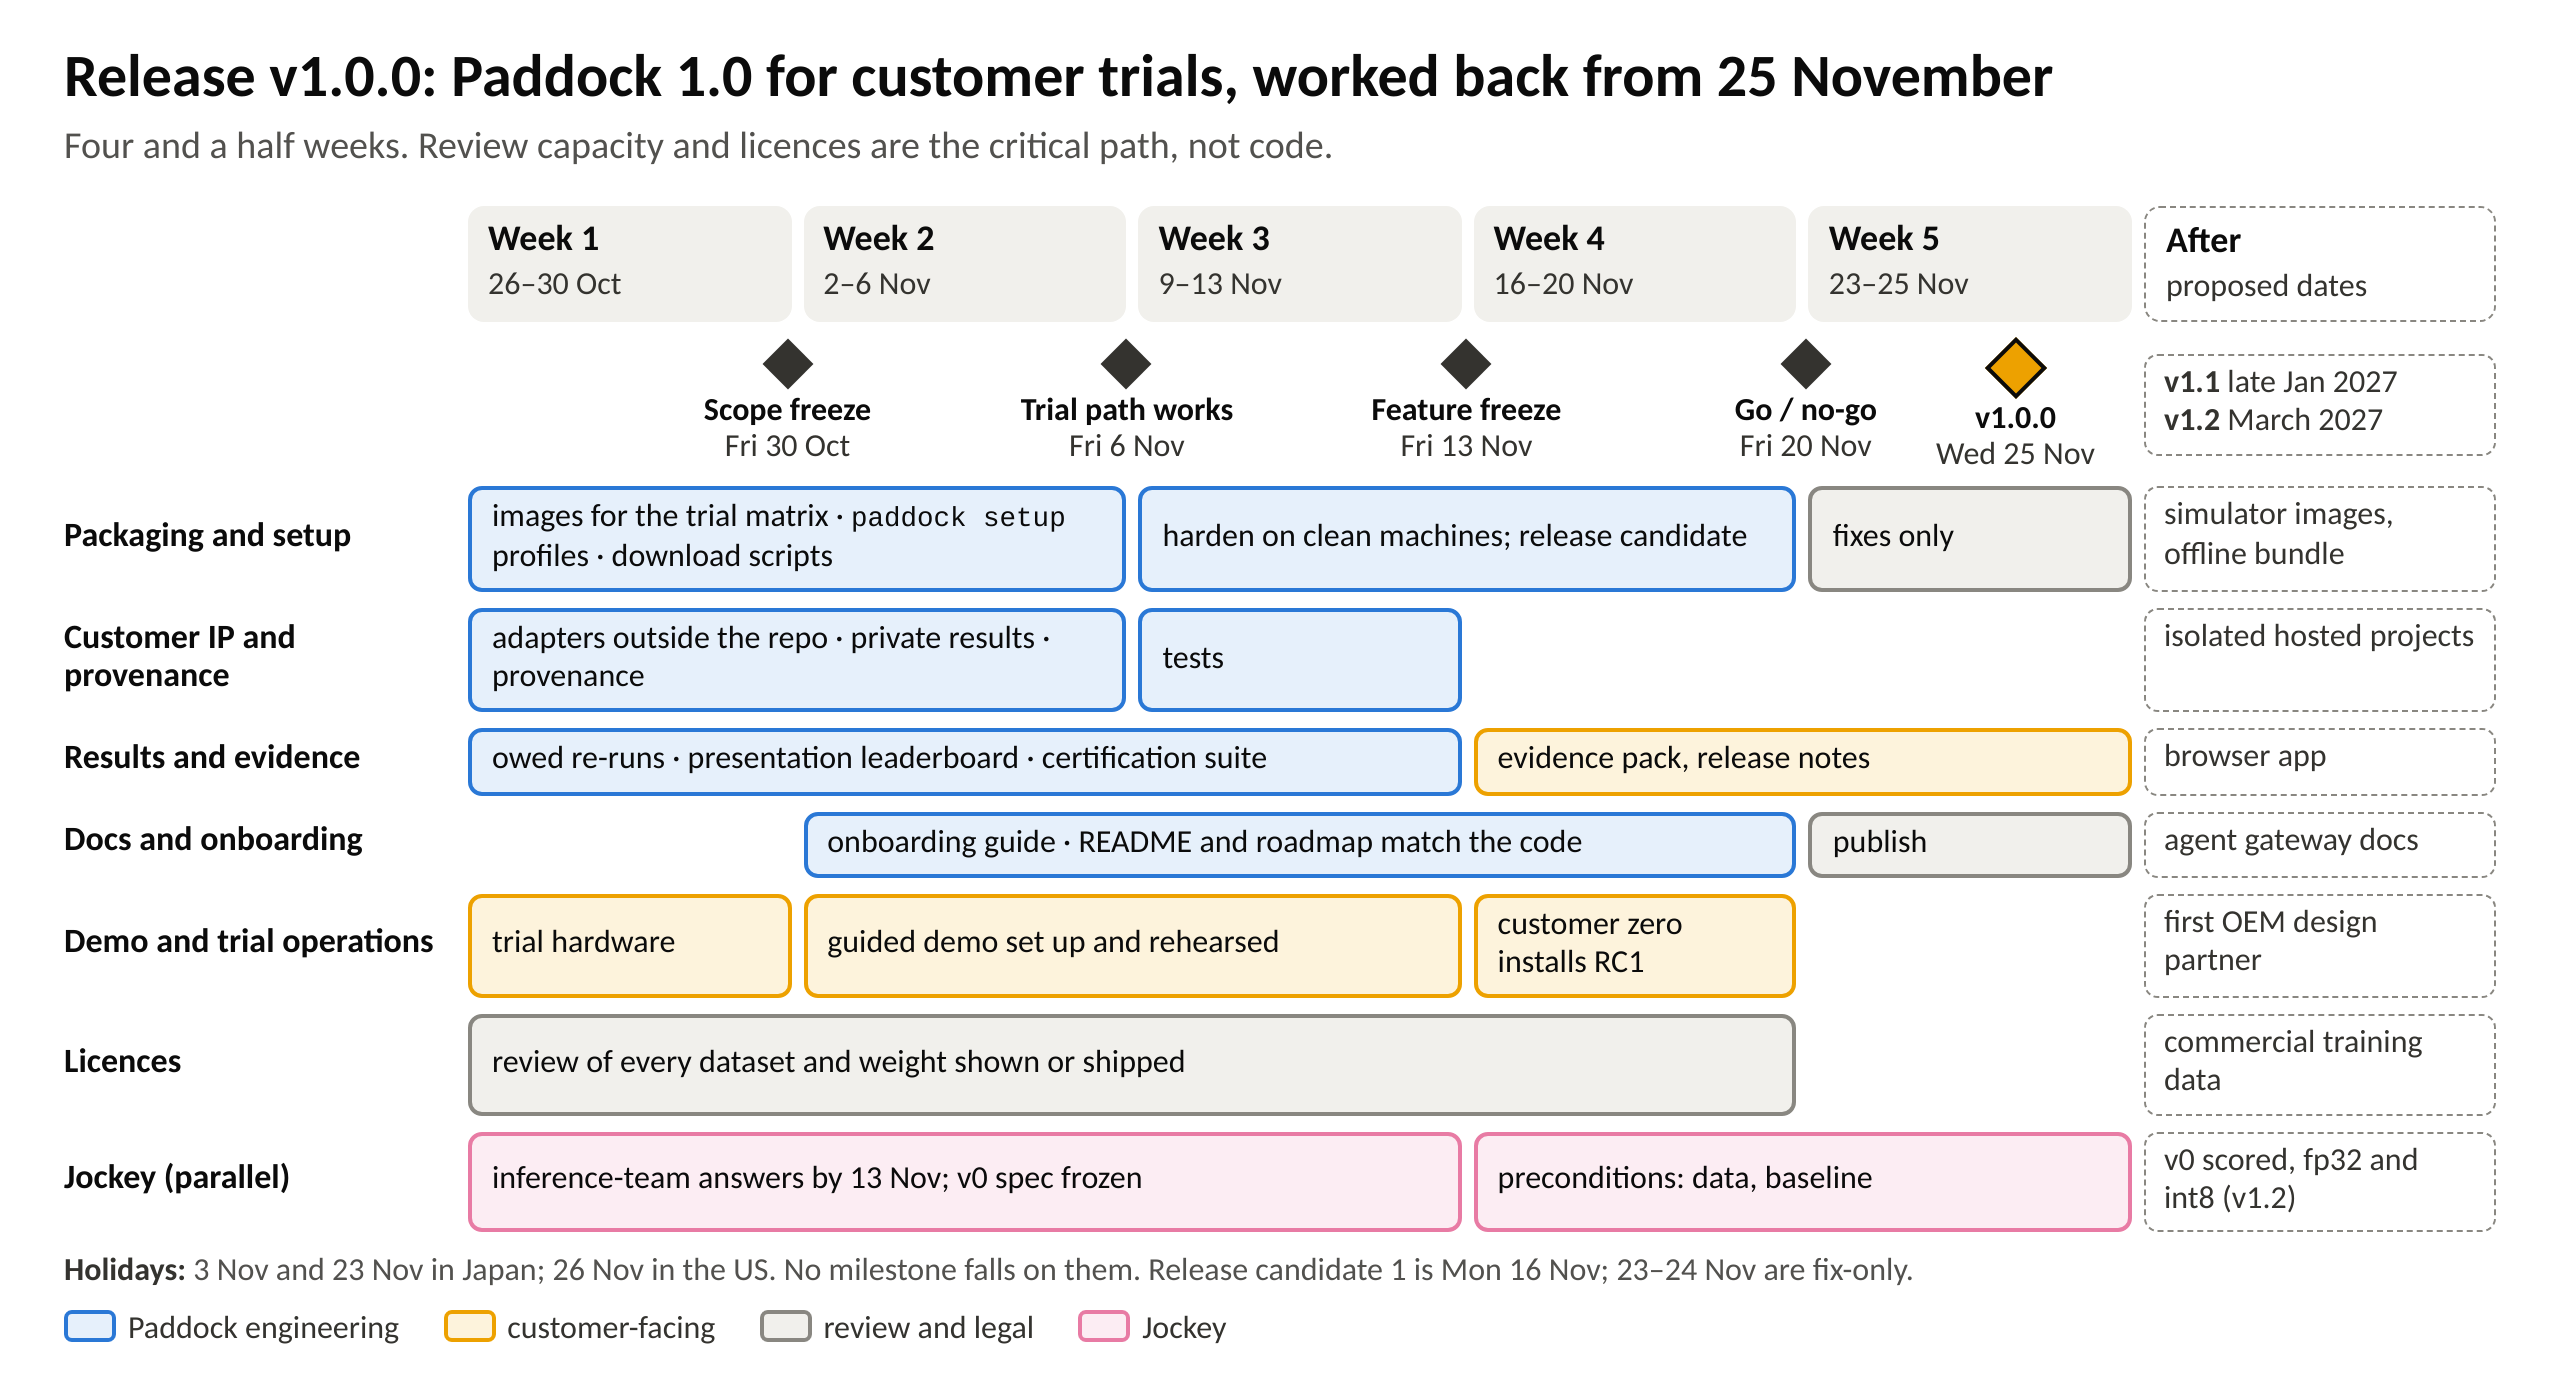 Release v1.0.0: Paddock 1.0 for customer trials, worked back from 25 November
Four and a half weeks. Review capacity and licences are the critical path, not code.
Week 1
26–30 Oct
Week 2
2–6 Nov
Week 3
9–13 Nov
Week 4
16–20 Nov
Week 5
23–25 Nov
After
proposed dates
Scope freeze
Fri 30 Oct
Trial path works
Fri 6 Nov
Feature freeze
Fri 13 Nov
Go / no-go
Fri 20 Nov
v1.0.0
Wed 25 Nov
v1.1 late Jan 2027
v1.2 March 2027
Packaging and setup
images for the trial matrix · paddock setup
profiles · download scripts
harden on clean machines; release candidate
fixes only
simulator images,
offline bundle
Customer IP and
provenance
adapters outside the repo · private results ·
provenance
tests
isolated hosted projects
Results and evidence
owed re-runs · presentation leaderboard · certification suite
evidence pack, release notes
browser app
Docs and onboarding
onboarding guide · README and roadmap match the code
publish
agent gateway docs
Demo and trial operations
trial hardware
guided demo set up and rehearsed
customer zero
installs RC1
first OEM design
partner
Licences
review of every dataset and weight shown or shipped
commercial training
data
Jockey (parallel)
inference-team answers by 13 Nov; v0 spec frozen
preconditions: data, baseline
v0 scored, fp32 and
int8 (v1.2)
Holidays: 3 Nov and 23 Nov in Japan; 26 Nov in the US. No milestone falls on them. Release candidate 1 is Mon 16 Nov; 23–24 Nov are fix-only.
Paddock engineering
customer-facing
review and legal
Jockey